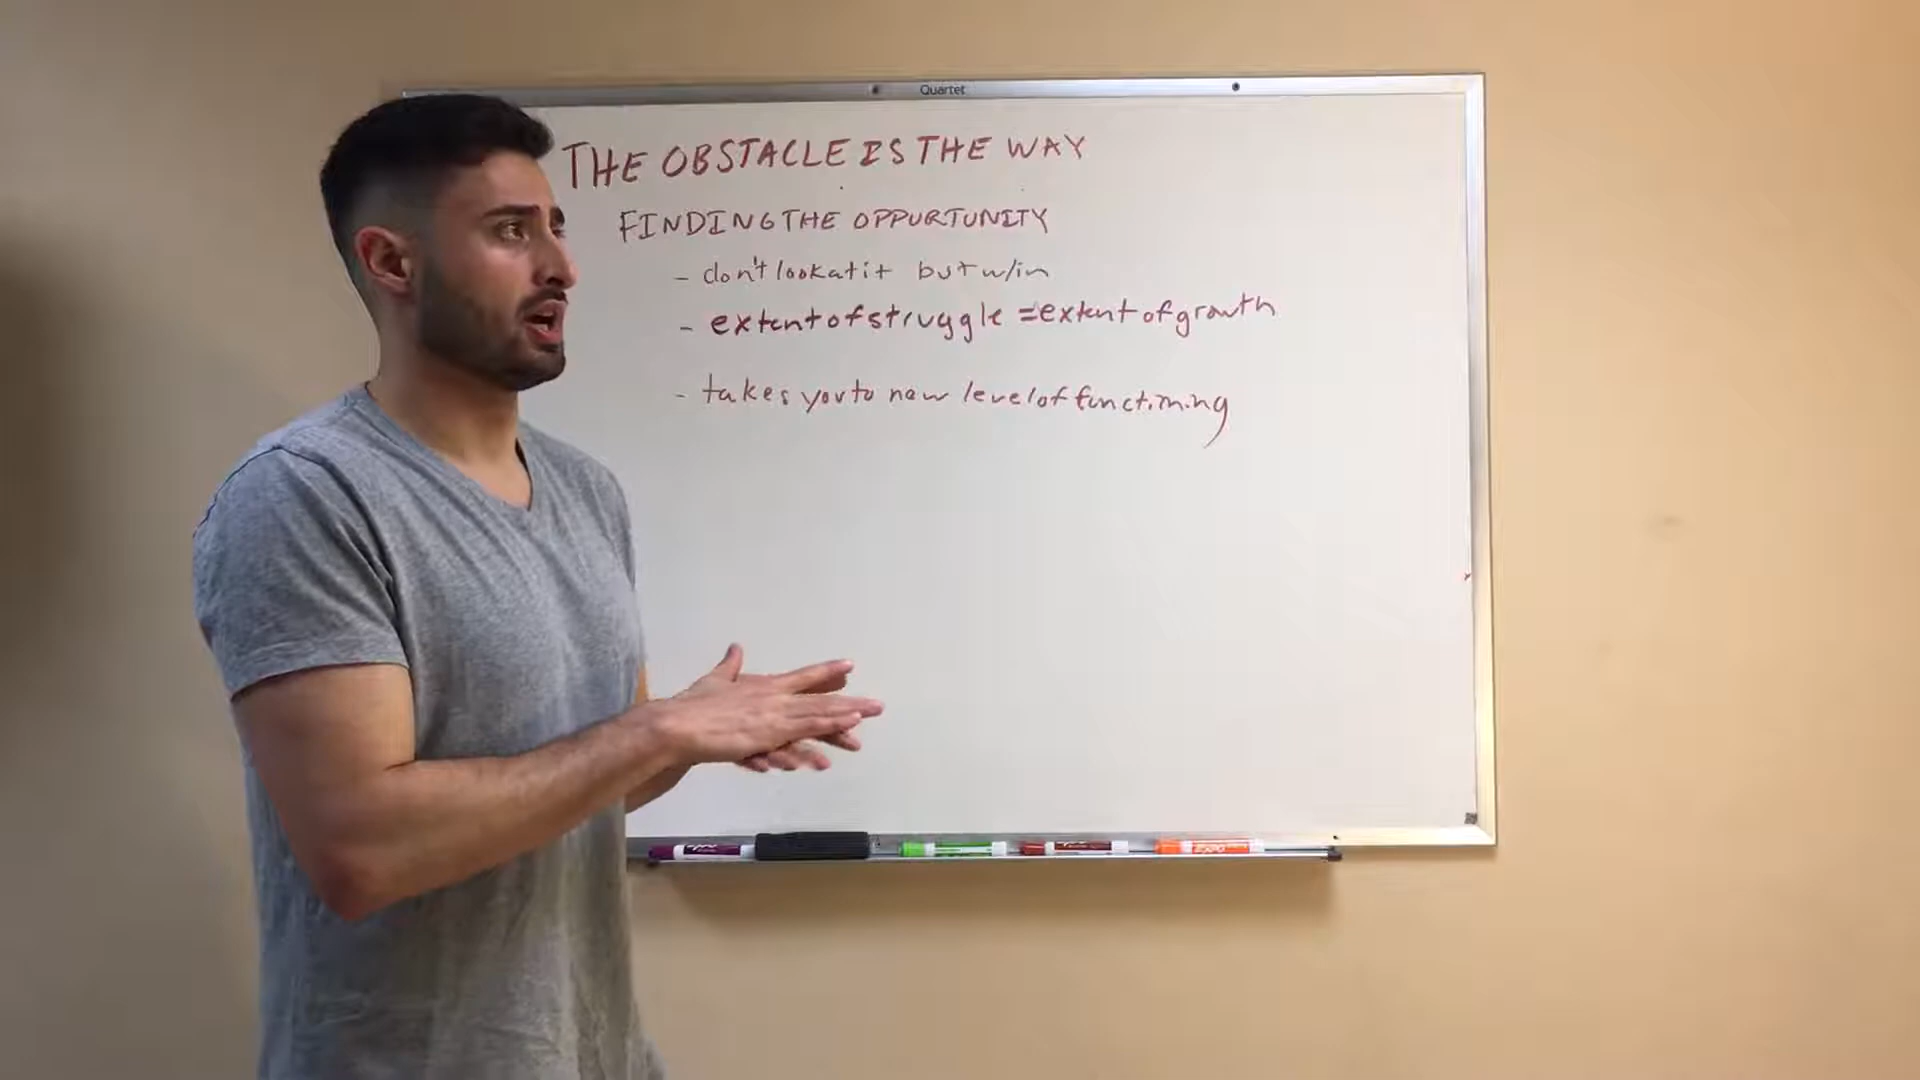 Quartet
THE OBSTACLE IS THE WAY
FINDING THE OPPURTUNITY
- don't look at it but w/in
- extent of struggle = extent of growth
- takes you to new level of functioning
EXPO